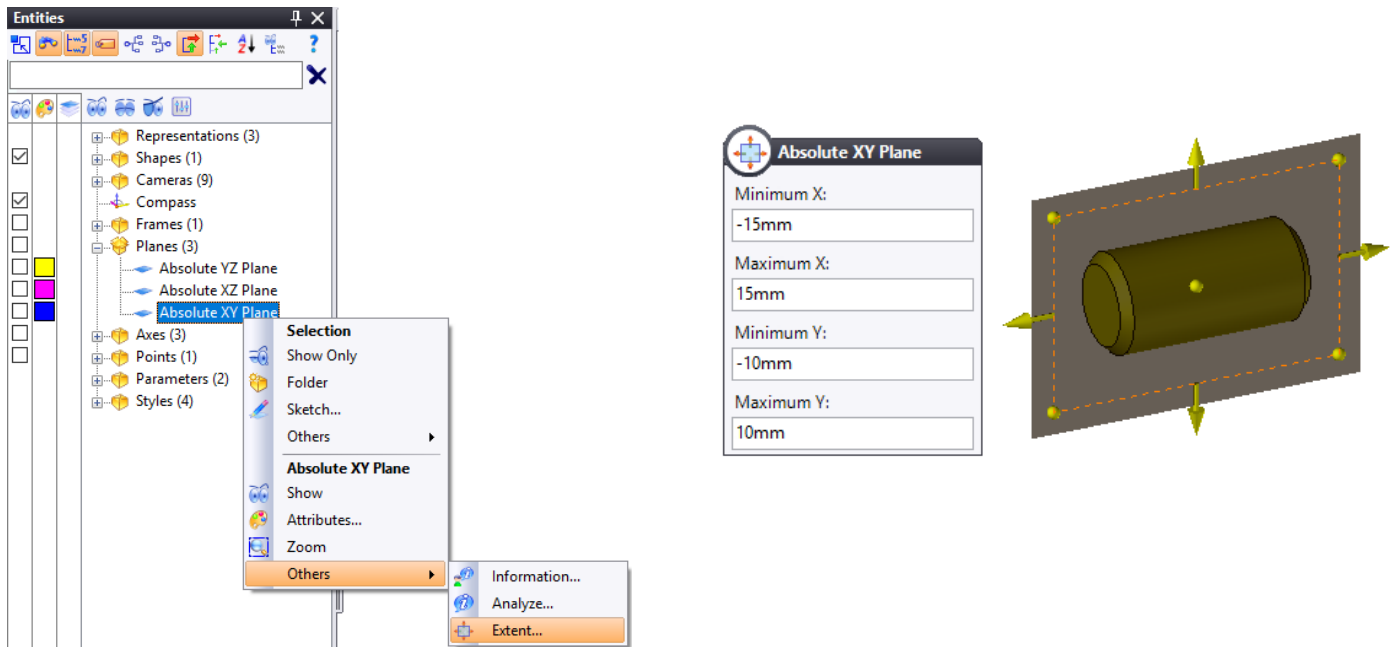 Entities
Representations (3)
Shapes (1)
Cameras (9)
Compass
Frames (1)
Planes (3)
Absolute YZ Plane
Absolute XZ Plane
Absolute XY Plane
Axes (3)
Points (1)
Parameters (2)
Styles (4)
Selection
Show Only
Folder
Sketch...
Others
Absolute XY Plane
Show
Attributes...
Zoom
Others
Information...
Analyze...
Extent...
Absolute XY Plane
Minimum X:
-15mm
Maximum X:
15mm
Minimum Y:
-10mm
Maximum Y:
10mm